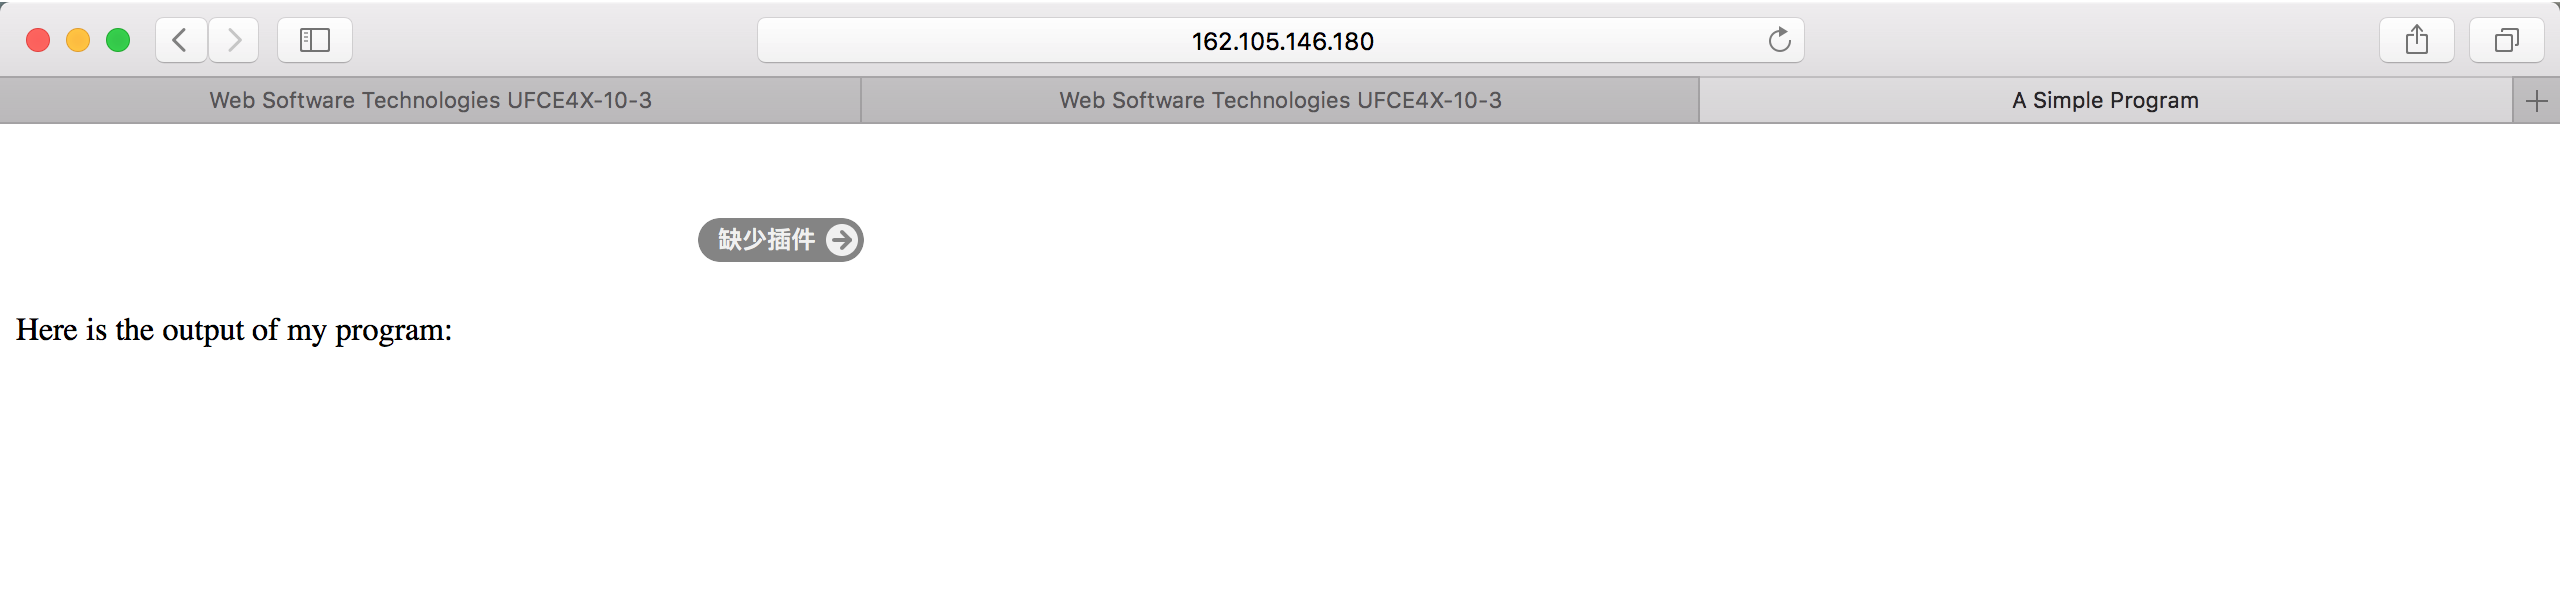 162.105.146.180
Web Software Technologies UFCE4X-10-3
Web Software Technologies UFCE4X-10-3
A Simple Program
缺少插件
Here is the output of my program: